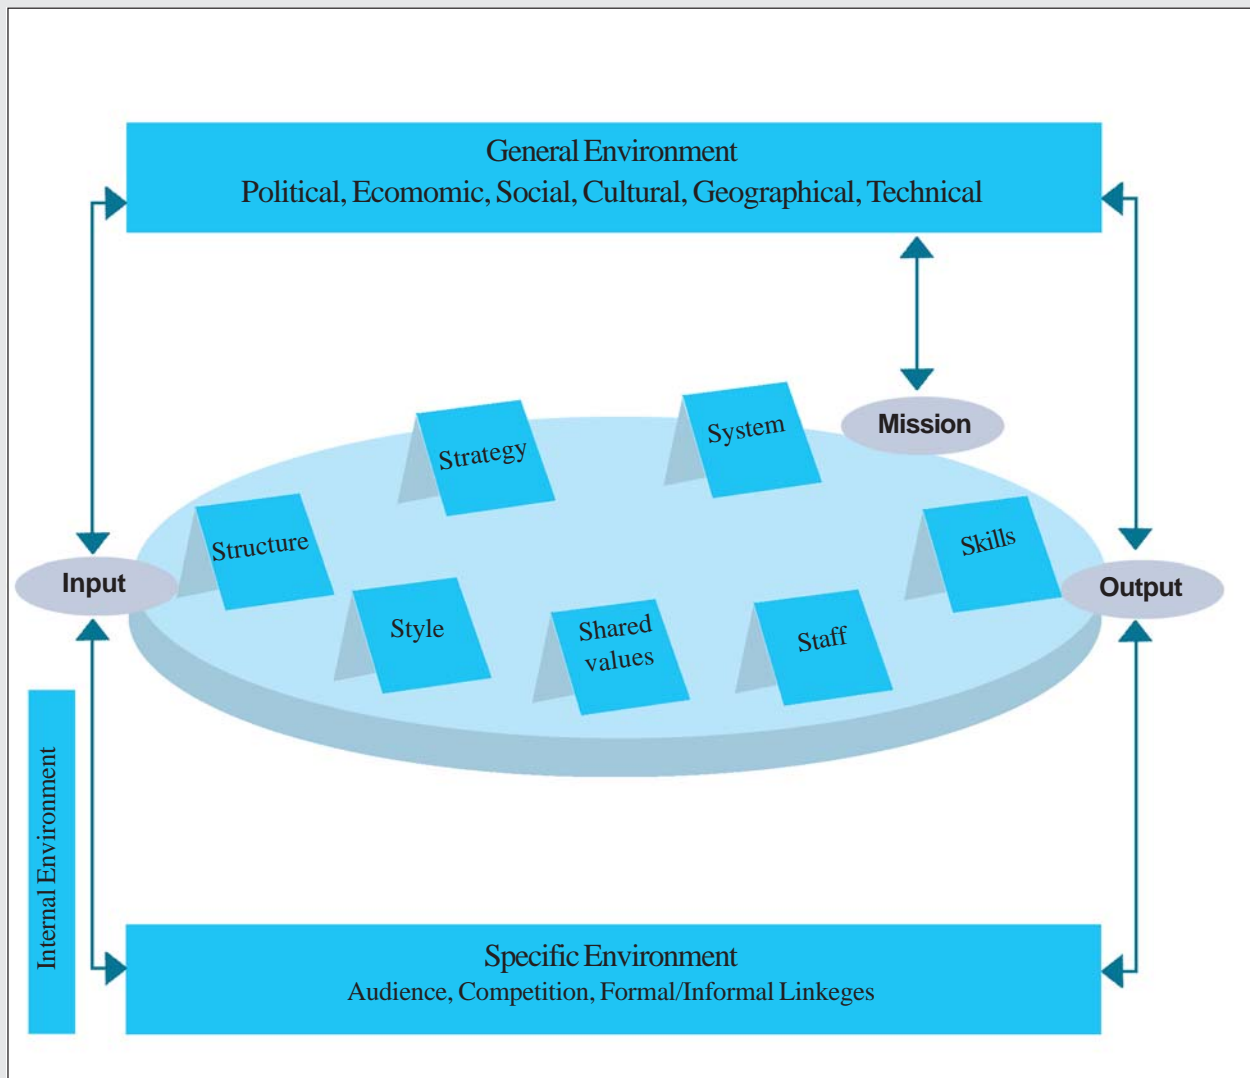 General Environment
Political, Ecomomic, Social, Cultural, Geographical, Technical
System
Mission
Strategy
Structure
Skills
Input
Output
Style
Shared
values
Staff
Internal Environment
Specific Environment
Audience, Competition, Formal/Informal Linkeges